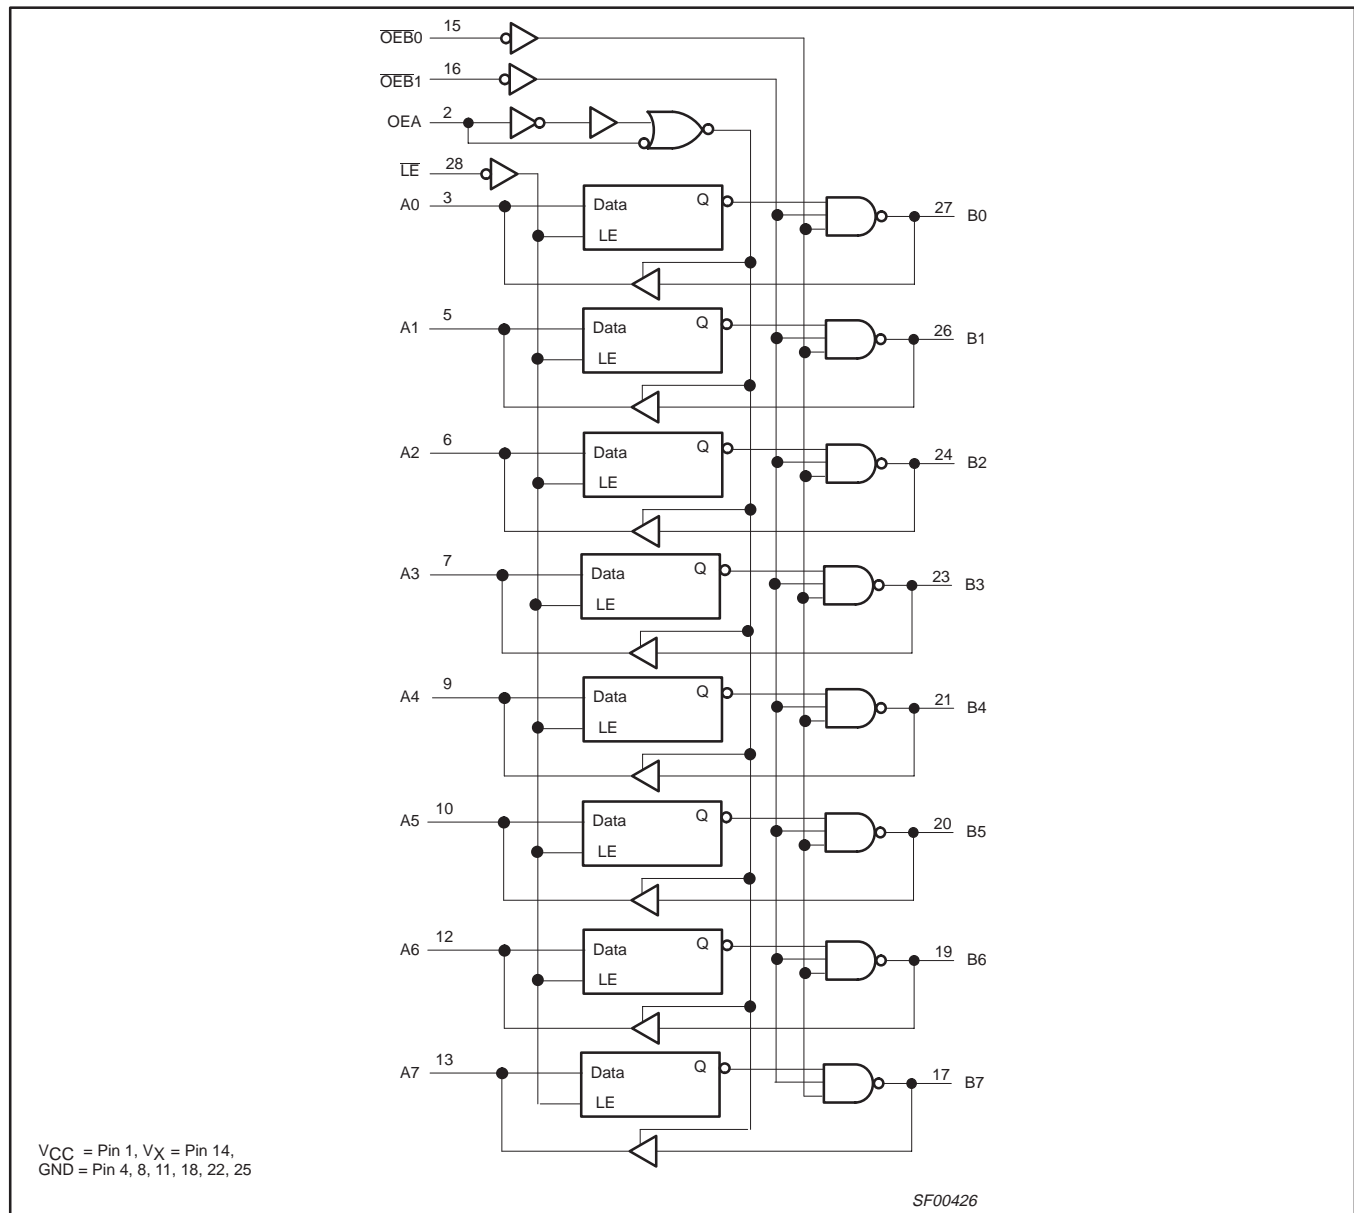 O̅E̅B̅0 15
O̅E̅B̅1 16
OEA 2
L̅E̅ 28
A0 3 Data Q 27 B0
LE
A1 5 Data Q 26 B1
LE
A2 6 Data Q 24 B2
LE
A3 7 Data Q 23 B3
LE
A4 9 Data Q 21 B4
LE
A5 10 Data Q 20 B5
LE
A6 12 Data Q 19 B6
LE
A7 13 Data Q 17 B7
LE
VCC = Pin 1, VX = Pin 14,
GND = Pin 4, 8, 11, 18, 22, 25
SF00426